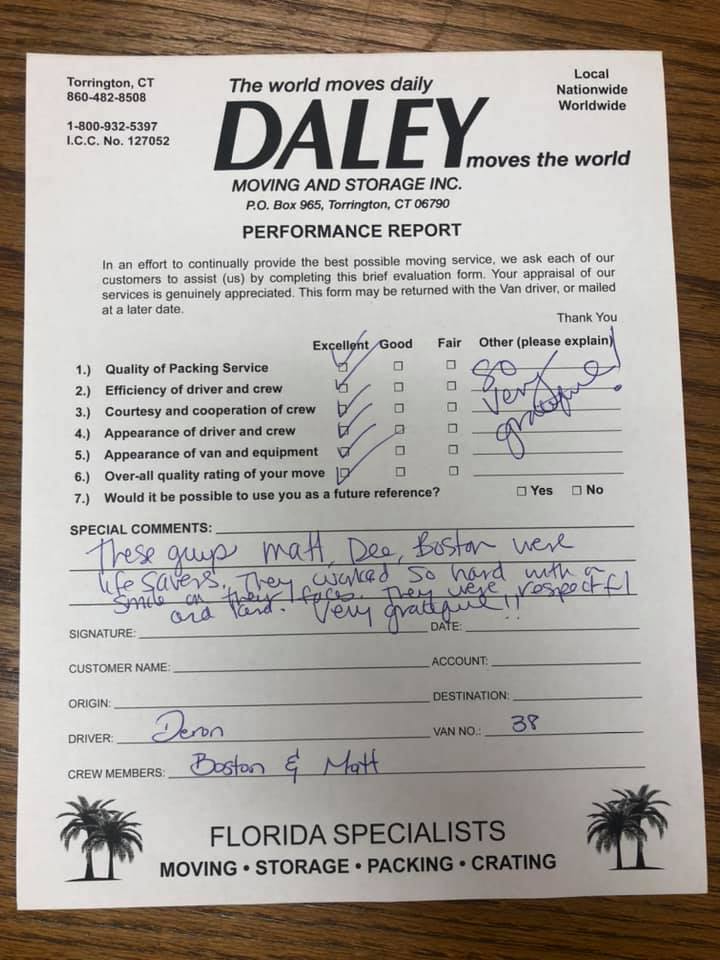 Torrington, CT
860-482-8508
1-800-932-5397
I.C.C. No. 127052
The world moves daily
DALEY
moves the world
Local
Nationwide
Worldwide
MOVING AND STORAGE INC.
P.O. Box 965, Torrington, CT 06790
PERFORMANCE REPORT
In an effort to continually provide the best possible moving service, we ask each of our
customers to assist (us) by completing this brief evaluation form. Your appraisal of our
services is genuinely appreciated. This form may be returned with the Van driver, or mailed
at a later date.
Thank You
Excellent Good Fair Other (please explain)
1.) Quality of Packing Service
2.) Efficiency of driver and crew
3.) Courtesy and cooperation of crew
4.) Appearance of driver and crew
5.) Appearance of van and equipment
6.) Over-all quality rating of your move
So
Very
grateful!
7.) Would it be possible to use you as a future reference? Yes No
SPECIAL COMMENTS:
These guys Matt, Dee, Boston were
life savers. They worked so hard with a
smile on their faces. They were respectful
and kind. Very grateful!!
SIGNATURE: DATE:
CUSTOMER NAME: ACCOUNT:
ORIGIN: DESTINATION:
DRIVER: Deron VAN NO.: 38
CREW MEMBERS: Boston & Matt
FLORIDA SPECIALISTS
MOVING • STORAGE • PACKING • CRATING